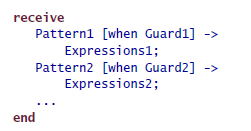 receive
Pattern1 [when Guard1] ->
Expressions1;
Pattern2 [when Guard2] ->
Expressions2;
...
end